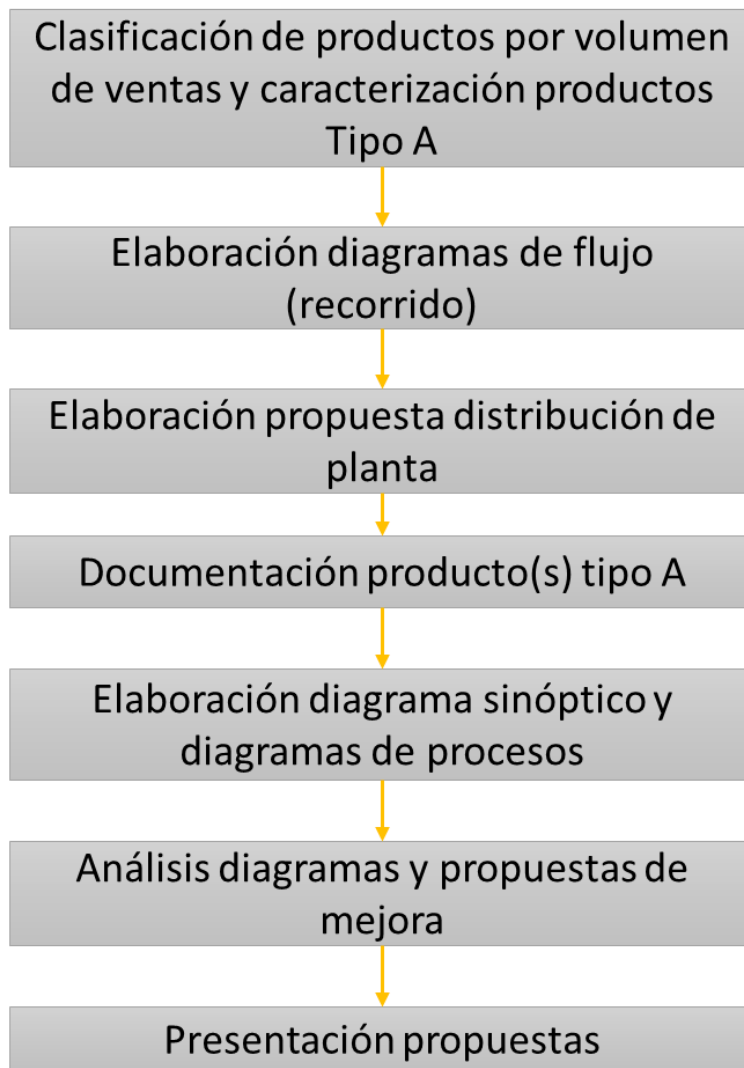 Clasificación de productos por volumen
de ventas y caracterización productos
Tipo A
Elaboración diagramas de flujo
(recorrido)
Elaboración propuesta distribución de
planta
Documentación producto(s) tipo A
Elaboración diagrama sinóptico y
diagramas de procesos
Análisis diagramas y propuestas de
mejora
Presentación propuestas